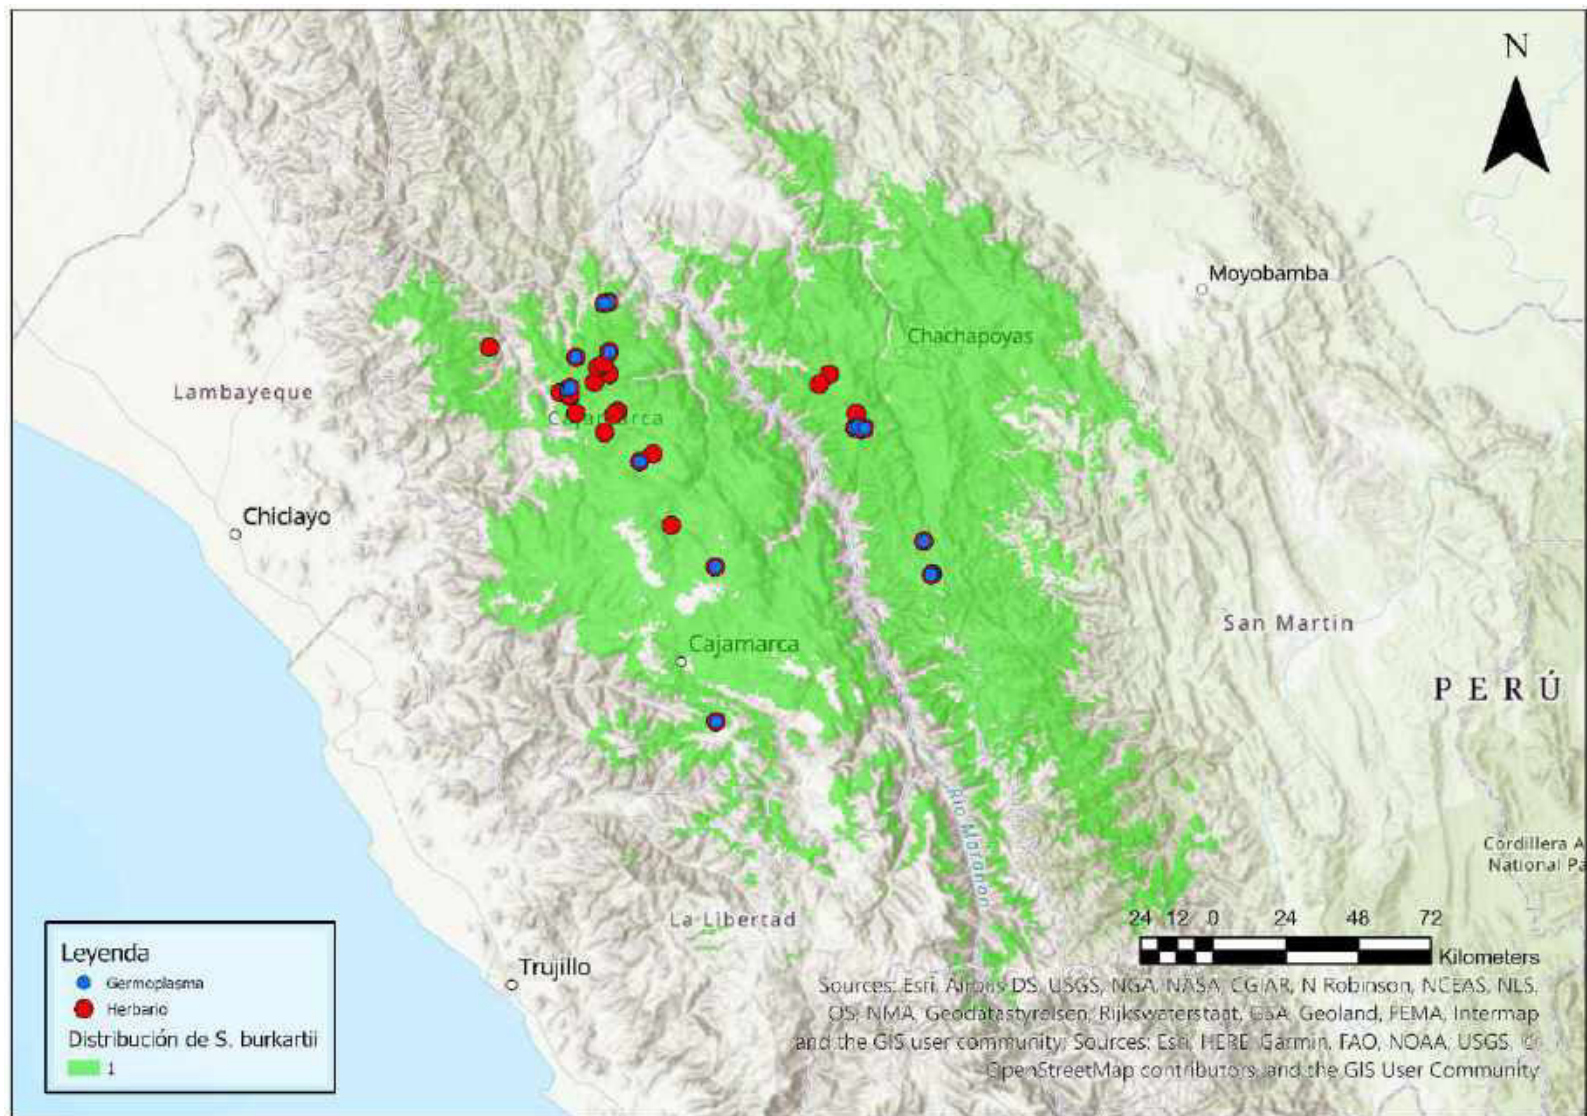 N
Moyobamba
Chachapoyas
Lambayeque
Cajamarca
Chiclayo
San Martin
Cajamarca
PERÚ
Rio Marañon
Cordillera A
National Pa
La Libertad
24 12 0 24 48 72
Kilometers
Trujillo
Leyenda
Germoplasma
Herbario
Distribución de S. burkartii
1
Sources: Esri, Airbus DS, USGS, NGA, NASA, CGIAR, N Robinson, NCEAS, NLS,
OS, NMA, Geodatastyrelsen, Rijkswaterstaat, GSA, Geoland, FEMA, Intermap
and the GIS user community, Sources: Esri, HERE, Garmin, FAO, NOAA, USGS, ©
OpenStreetMap contributors, and the GIS User Community